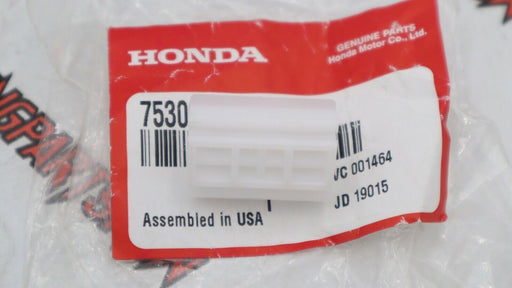 HONDA
GENUINE PARTS
Honda Motor Co., Ltd.
7530
VC 001464
JD 19015
Assembled in USA